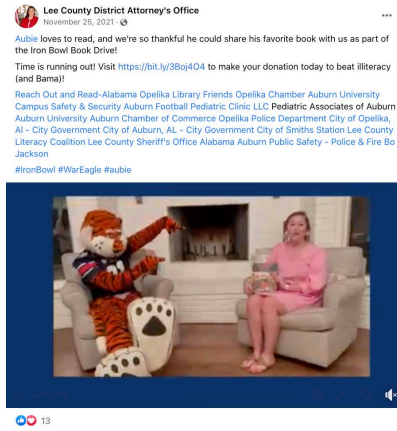 Lee County District Attorney's Office
November 25, 2021 ·
Aubie loves to read, and we're so thankful he could share his favorite book with us as part of
the Iron Bowl Book Drive!
Time is running out! Visit https://bit.ly/3Boj4O4 to make your donation today to beat illiteracy
(and Bama)!
Reach Out and Read-Alabama Opelika Library Friends Opelika Chamber Auburn University
Campus Safety & Security Auburn Football Pediatric Clinic LLC Pediatric Associates of Auburn
Auburn University Auburn Chamber of Commerce Opelika Police Department City of Opelika,
Al - City Government City of Auburn, AL - City Government City of Smiths Station Lee County
Literacy Coalition Lee County Sheriff's Office Alabama Auburn Public Safety - Police & Fire Bo
Jackson
#IronBowl #WarEagle #aubie
13